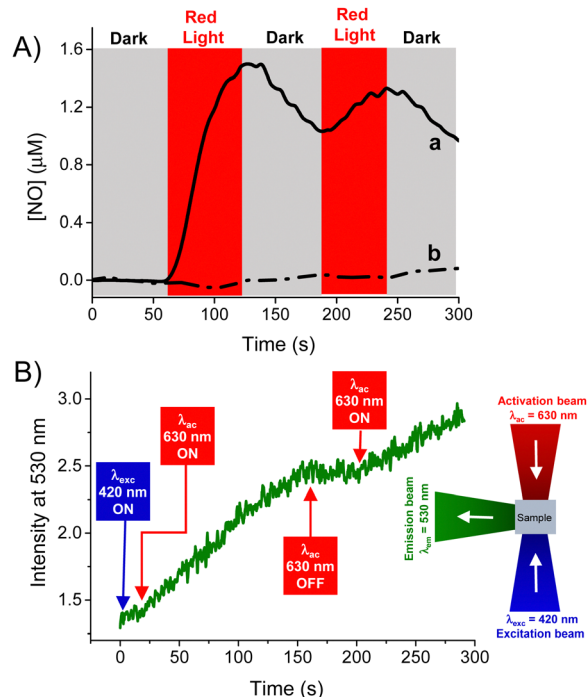 A)
Dark
Red
Light
Dark
Red
Light
Dark
[NO] (μM)
1.6
1.2
0.8
0.4
0.0
a
b
0 50 100 150 200 250 300
Time (s)
B)
Intensity at 530 nm
3.0
2.5
2.0
1.5
λexc
420 nm
ON
λac
630 nm
ON
λac
630 nm
OFF
λac
630 nm
ON
0 50 100 150 200 250 300
Time (s)
Activation beam
λac = 630 nm
Emission beam
λem = 530 nm
Sample
λexc = 420 nm
Excitation beam